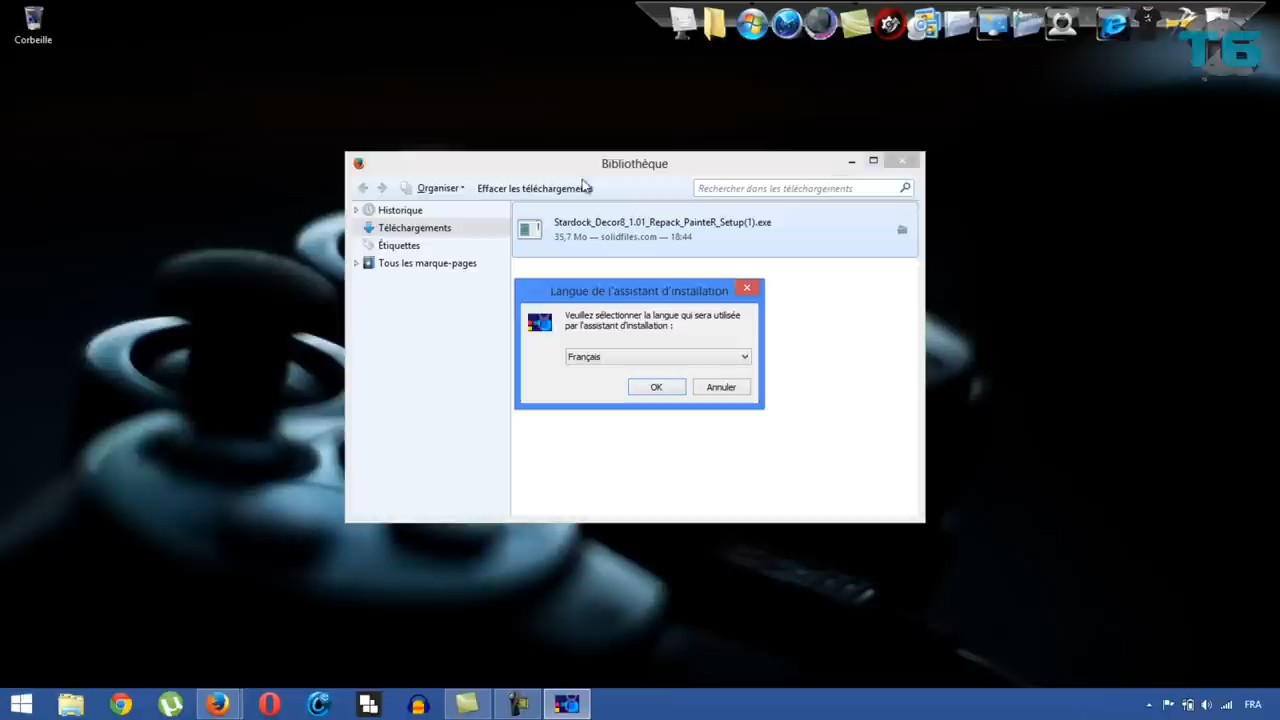 Corbeille
T6
Bibliothèque
Organiser
Effacer les téléchargements
Rechercher dans les téléchargements
Historique
Téléchargements
Étiquettes
Tous les marque-pages
Stardock_Decor8_1.01_Repack_PainteR_Setup(1).exe
35,7 Mo — solidfiles.com — 18:44
Langue de l'assistant d'installation
Veuillez sélectionner la langue qui sera utilisée
par l'assistant d'installation :
Français
OK
Annuler
FRA